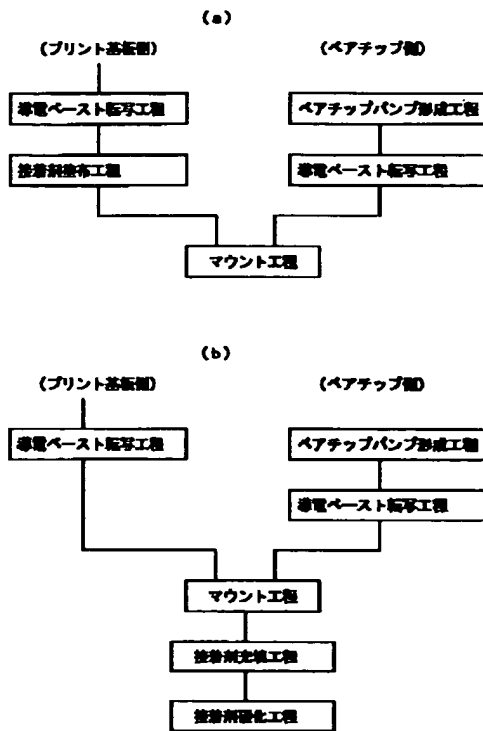 (a)
(プリント基板側)
(ベアチップ側)
導電ペースト転写工程
ベアチップバンプ形成工程
接着剤塗布工程
導電ペースト転写工程
マウント工程
(b)
(プリント基板側)
(ベアチップ側)
導電ペースト転写工程
ベアチップバンプ形成工程
導電ペースト転写工程
マウント工程
接着剤充填工程
接着剤硬化工程